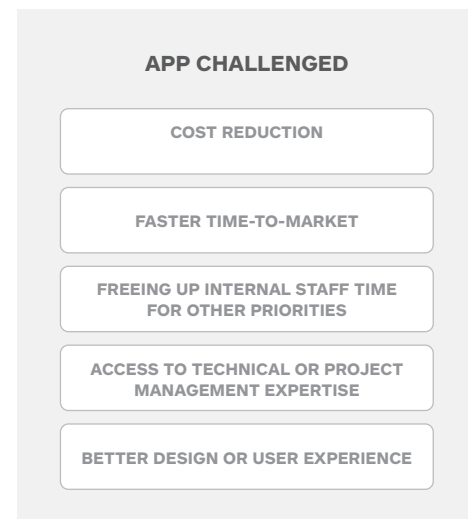 APP CHALLENGED
COST REDUCTION
FASTER TIME-TO-MARKET
FREEING UP INTERNAL STAFF TIME
FOR OTHER PRIORITIES
ACCESS TO TECHNICAL OR PROJECT
MANAGEMENT EXPERTISE
BETTER DESIGN OR USER EXPERIENCE